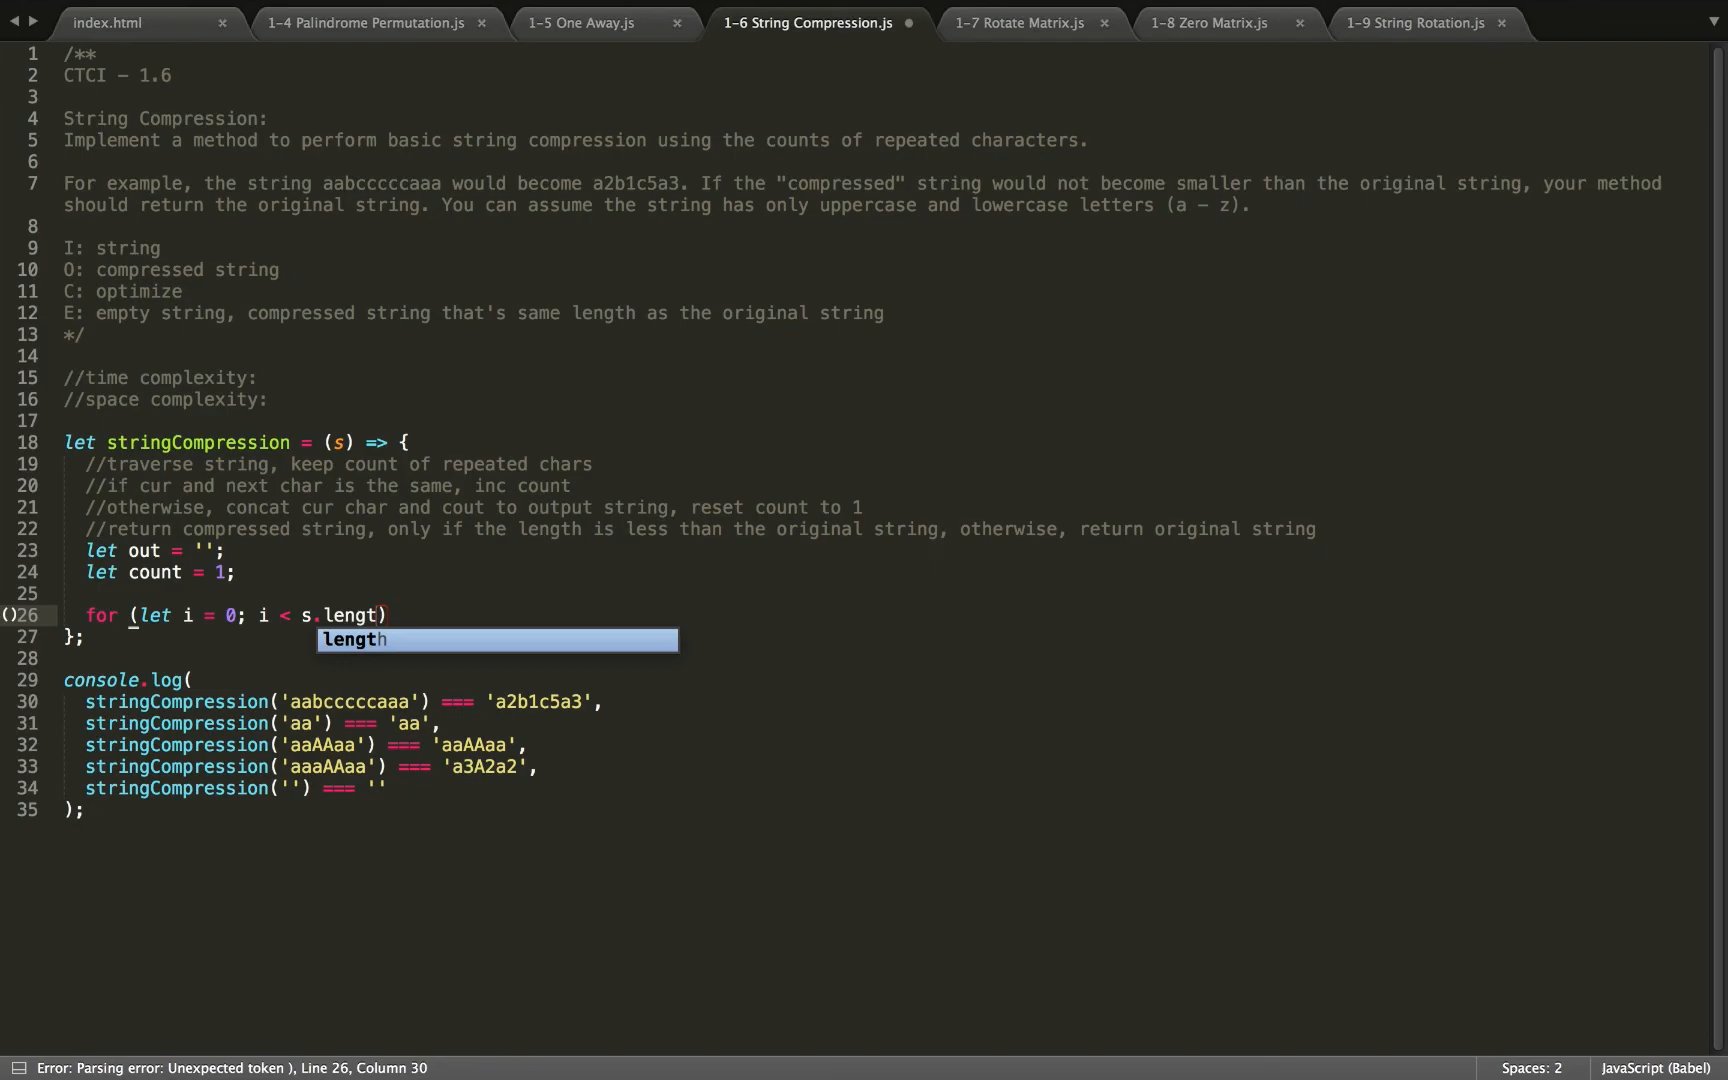 index.html × 1-4 Palindrome Permutation.js × 1-5 One Away.js × 1-6 String Compression.js 1-7 Rotate Matrix.js × 1-8 Zero Matrix.js × 1-9 String Rotation.js ×
1 /**
2 CTCI – 1.6
3
4 String Compression:
5 Implement a method to perform basic string compression using the counts of repeated characters.
6
7 For example, the string aabcccccaaa would become a2b1c5a3. If the "compressed" string would not become smaller than the original string, your method
should return the original string. You can assume the string has only uppercase and lowercase letters (a – z).
8
9 I: string
10 O: compressed string
11 C: optimize
12 E: empty string, compressed string that's same length as the original string
13 */
14
15 //time complexity:
16 //space complexity:
17
18 let stringCompression = (s) => {
19 //traverse string, keep count of repeated chars
20 //if cur and next char is the same, inc count
21 //otherwise, concat cur char and cout to output string, reset count to 1
22 //return compressed string, only if the length is less than the original string, otherwise, return original string
23 let out = '';
24 let count = 1;
25
()26 for (let i = 0; i < s.lengt)
length
27 };
28
29 console.log(
30 stringCompression('aabcccccaaa') === 'a2b1c5a3',
31 stringCompression('aa') === 'aa',
32 stringCompression('aaAAaa') === 'aaAAaa',
33 stringCompression('aaaAAaa') === 'a3A2a2',
34 stringCompression('') === ''
35 );
Error: Parsing error: Unexpected token ), Line 26, Column 30 Spaces: 2 JavaScript (Babel)